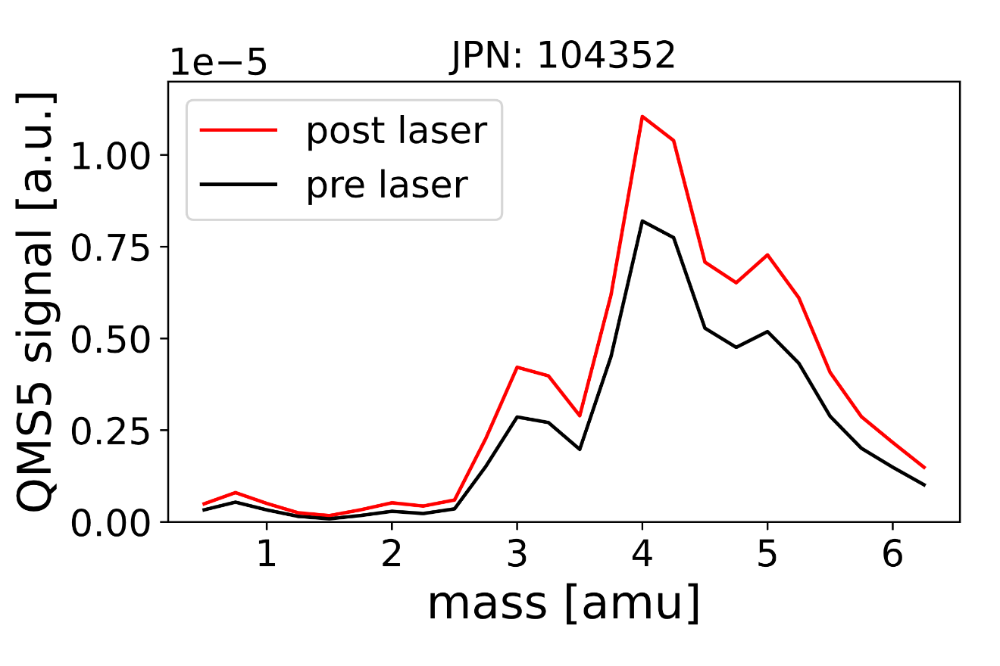 1e−5
JPN: 104352
post laser
pre laser
QMS5 signal [a.u.]
1.00
0.75
0.50
0.25
0.00
1 2 3 4 5 6
mass [amu]